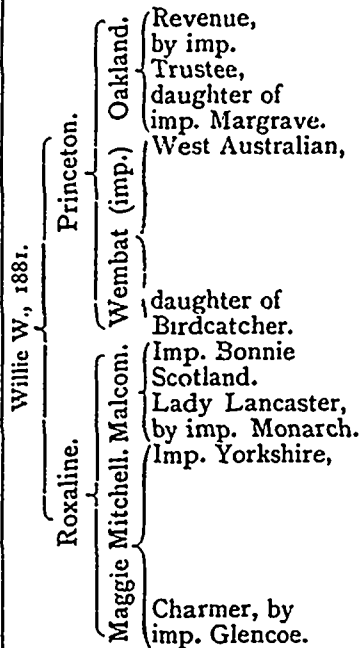 Willie W., 1881.
Princeton.
Roxaline.
Oakland.
Wembat (imp.)
Malcom.
Maggie Mitchell.
Revenue,
by imp.
Trustee,
daughter of
imp. Margrave.
West Australian,
daughter of
Birdcatcher.
Imp. Bonnie
Scotland.
Lady Lancaster,
by imp. Monarch.
Imp. Yorkshire,
Charmer, by
imp. Glencoe.